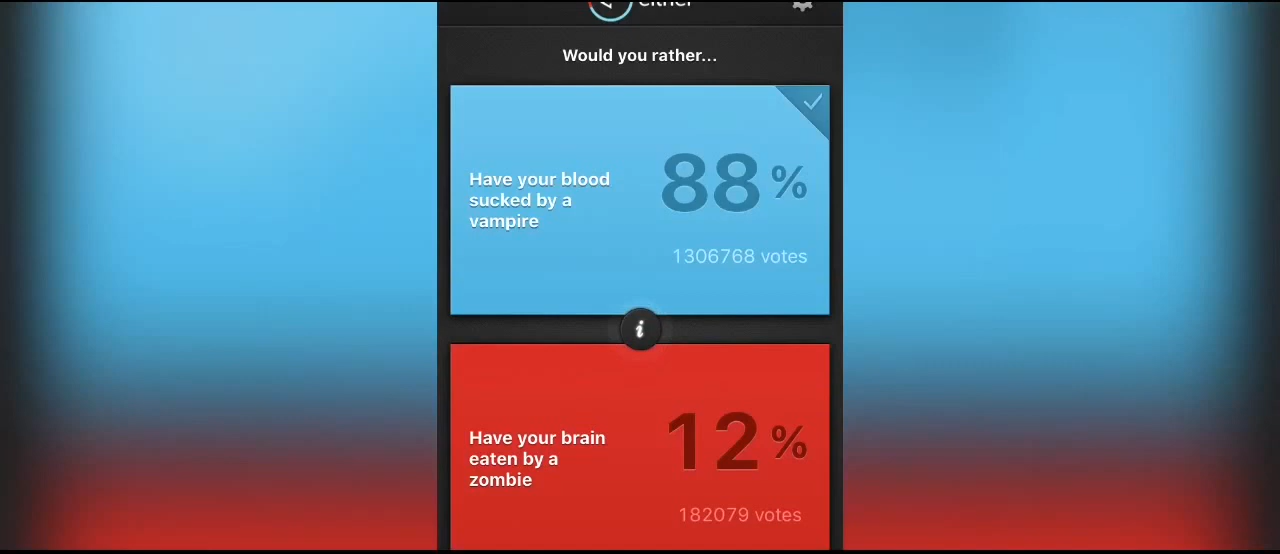 either
Would you rather...
Have your blood
sucked by a
vampire
88%
1306768 votes
i
Have your brain
eaten by a
zombie
12%
182079 votes